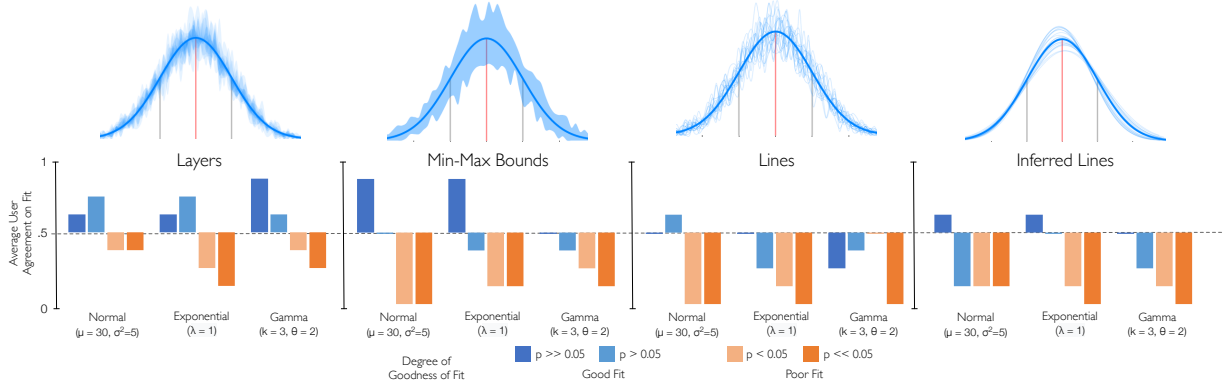 Layers
Min-Max Bounds
Lines
Inferred Lines
Average User
Agreement on Fit
1
.5
0
Normal
(μ = 30, σ²=5)
Exponential
(λ = 1)
Gamma
(k = 3, θ = 2)
Normal
(μ = 30, σ²=5)
Exponential
(λ = 1)
Gamma
(k = 3, θ = 2)
Normal
(μ = 30, σ²=5)
Exponential
(λ = 1)
Gamma
(k = 3, θ = 2)
Normal
(μ = 30, σ²=5)
Exponential
(λ = 1)
Gamma
(k = 3, θ = 2)
Degree of
Goodness of Fit
p >> 0.05
p > 0.05
Good Fit
p < 0.05
p << 0.05
Poor Fit